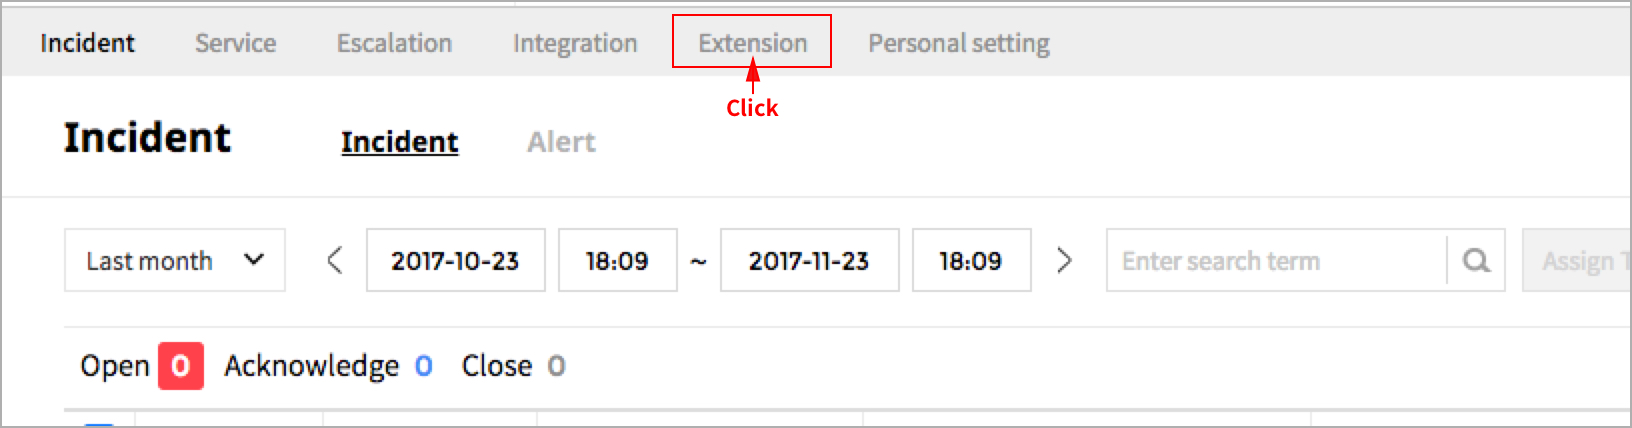 Incident Service Escalation Integration Extension Personal setting
Click
Incident Incident Alert
Last month 2017-10-23 18:09 ~ 2017-11-23 18:09 Enter search term Assign
Open 0 Acknowledge 0 Close 0